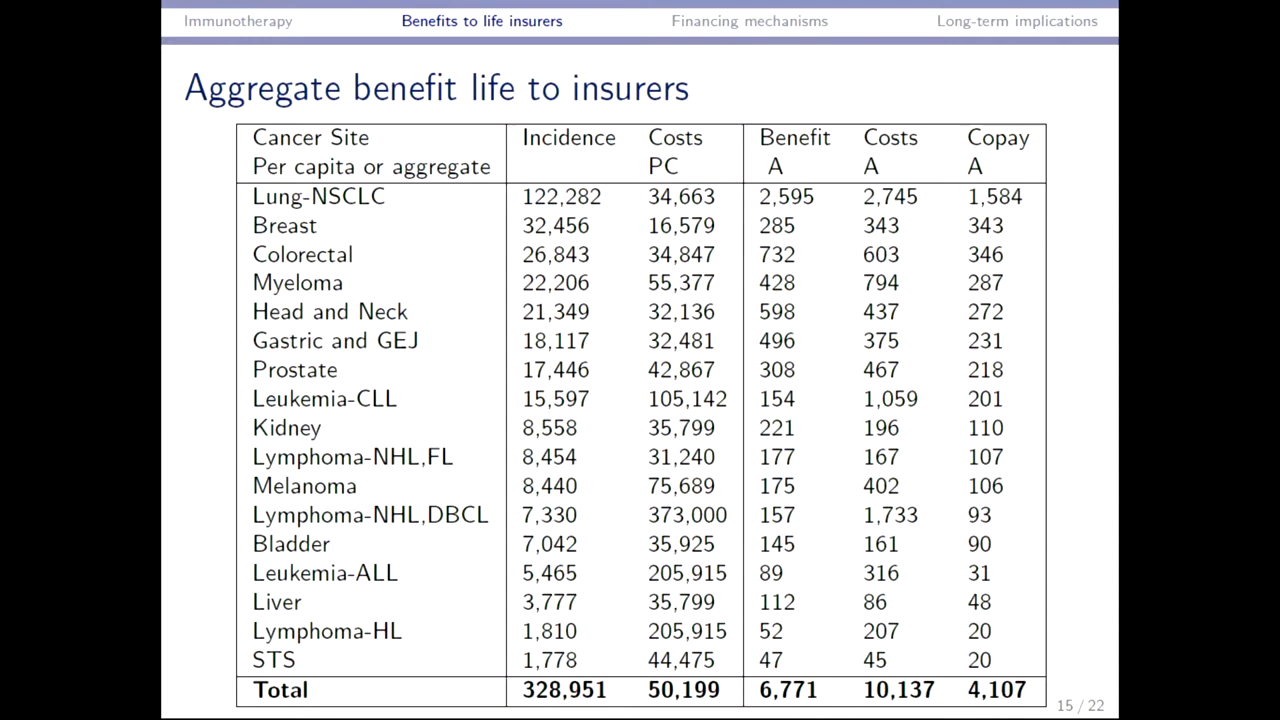 Immunotherapy Benefits to life insurers Financing mechanisms Long-term implications
Aggregate benefit life to insurers
Cancer Site Incidence Costs Benefit Costs Copay
Per capita or aggregate PC A A A
Lung-NSCLC 122,282 34,663 2,595 2,745 1,584
Breast 32,456 16,579 285 343 343
Colorectal 26,843 34,847 732 603 346
Myeloma 22,206 55,377 428 794 287
Head and Neck 21,349 32,136 598 437 272
Gastric and GEJ 18,117 32,481 496 375 231
Prostate 17,446 42,867 308 467 218
Leukemia-CLL 15,597 105,142 154 1,059 201
Kidney 8,558 35,799 221 196 110
Lymphoma-NHL,FL 8,454 31,240 177 167 107
Melanoma 8,440 75,689 175 402 106
Lymphoma-NHL,DBCL 7,330 373,000 157 1,733 93
Bladder 7,042 35,925 145 161 90
Leukemia-ALL 5,465 205,915 89 316 31
Liver 3,777 35,799 112 86 48
Lymphoma-HL 1,810 205,915 52 207 20
STS 1,778 44,475 47 45 20
Total 328,951 50,199 6,771 10,137 4,107
15 / 22